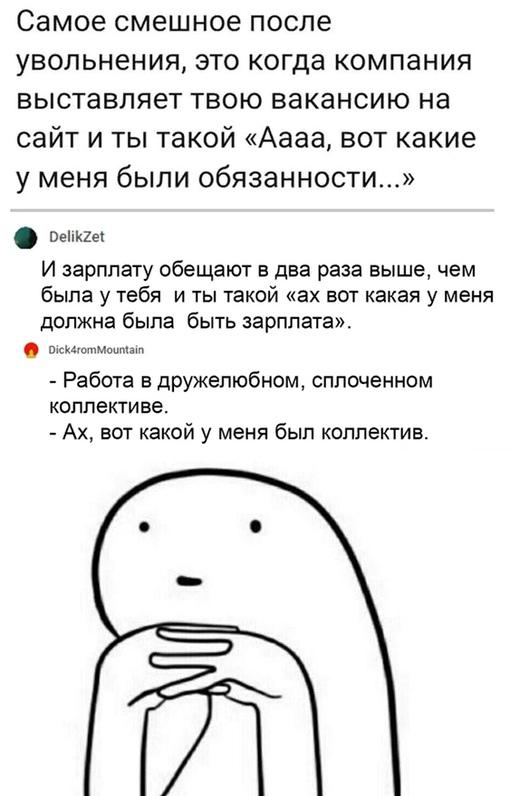 Самое смешное после
увольнения, это когда компания
выставляет твою вакансию на
сайт и ты такой «Аааа, вот какие
у меня были обязанности...»
DelikZet
И зарплату обещают в два раза выше, чем
была у тебя и ты такой «ах вот какая у меня
должна была быть зарплата».
Dick4romMountain
- Работа в дружелюбном, сплоченном
коллективе.
- Ах, вот какой у меня был коллектив.